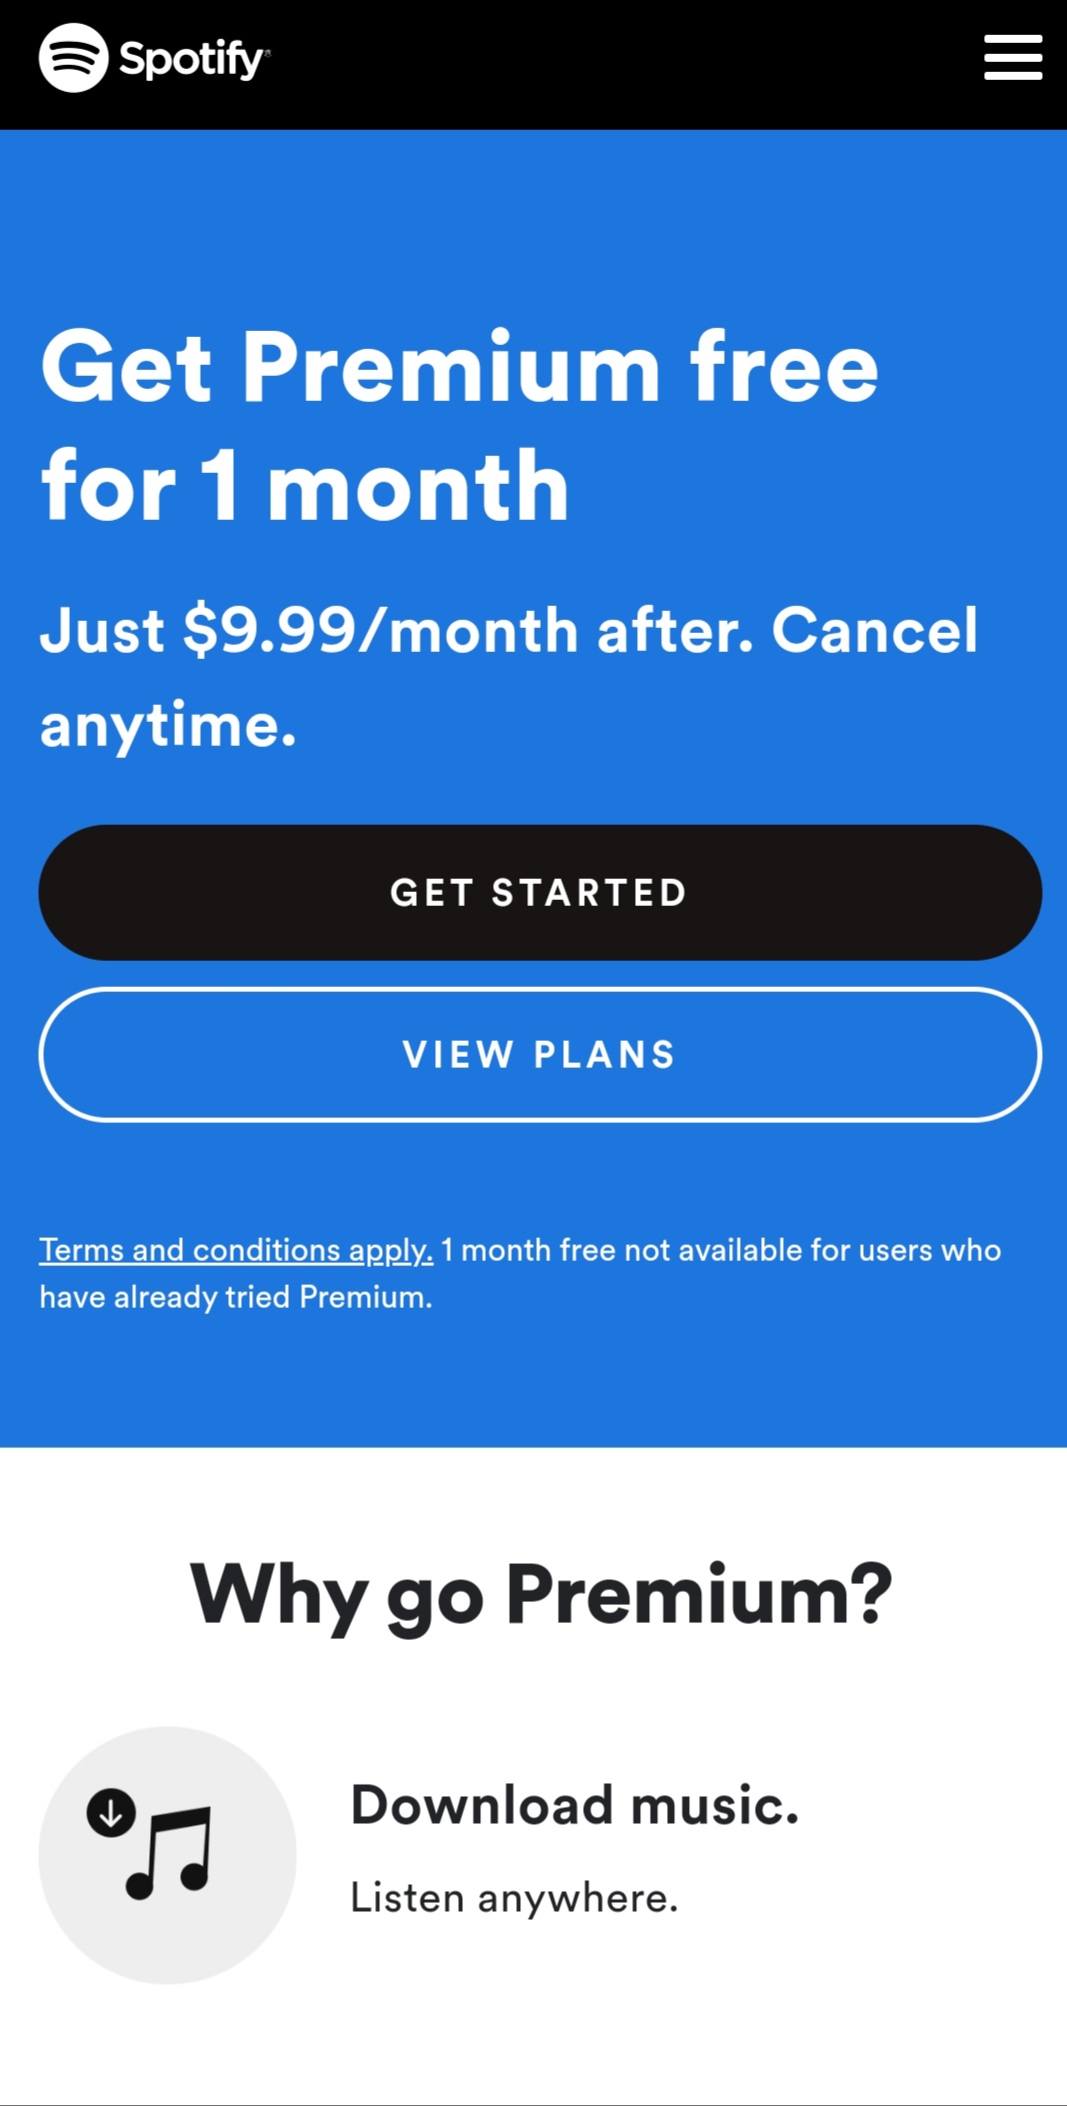 Spotify
Get Premium free
for 1 month
Just $9.99/month after. Cancel
anytime.
GET STARTED
VIEW PLANS
Terms and conditions apply. 1 month free not available for users who
have already tried Premium.
Why go Premium?
Download music.
Listen anywhere.